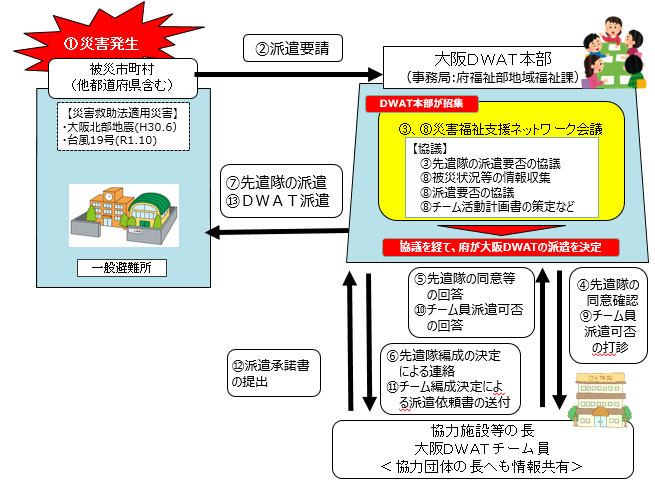 ①災害発生
被災市町村
（他都道府県含む）
【災害救助法適用災害】
・大阪北部地震(H30.6)
・台風19号(R1.10)
一般避難所
②派遣要請
⑦先遣隊の派遣
⑬ＤＷＡＴ派遣
大阪ＤＷＡＴ本部
（事務局：府福祉部地域福祉課）
DWAT本部が招集
③、⑧災害福祉支援ネットワーク会議
【協議】
③先遣隊の派遣要否の協議
⑧被災状況等の情報収集
⑧派遣要否の協議
⑧チーム活動計画書の策定など
協議を経て、府が大阪DWATの派遣を決定
⑤先遣隊の同意等
の回答
⑩チーム員派遣可否
の回答
④先遣隊の
同意確認
⑨チーム員
派遣可否
の打診
⑫派遣承諾書
の提出
⑥先遣隊編成の決定
による連絡
⑪チーム編成決定によ
る派遣依頼書の送付
協力施設等の長
大阪DWATチーム員
＜協力団体の長へも情報共有＞